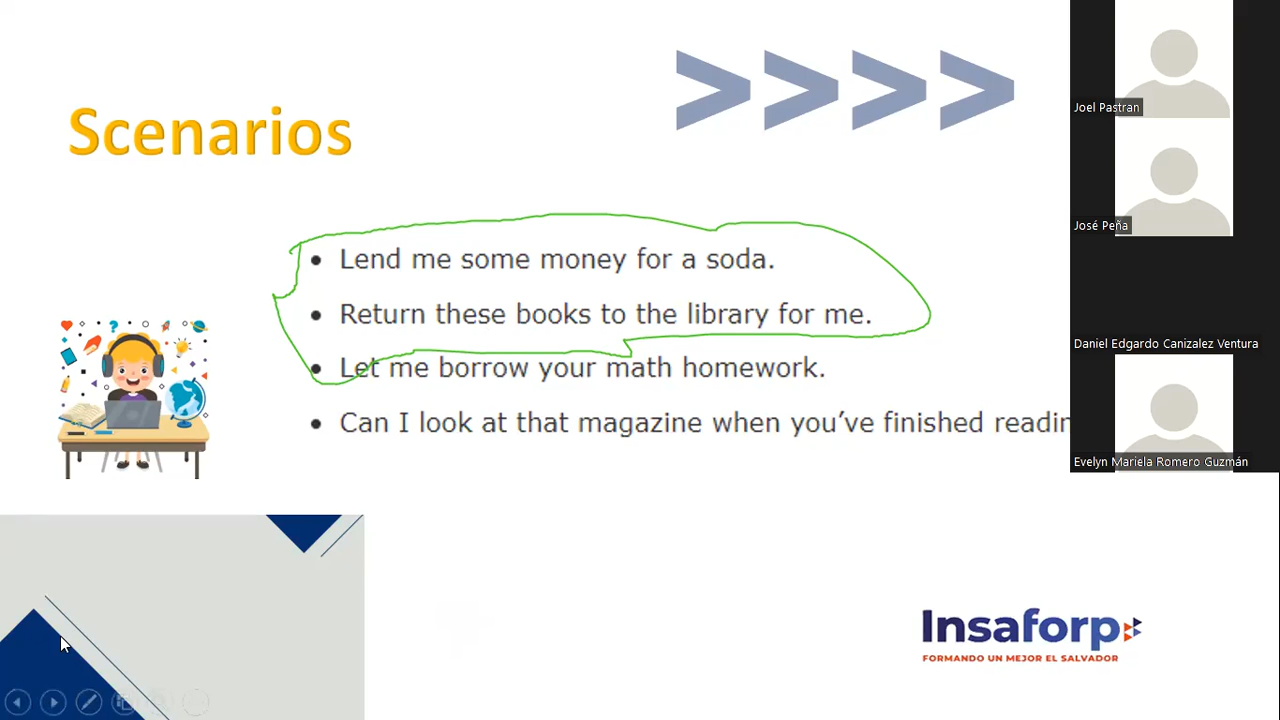 >>>>
Scenarios
• Lend me some money for a soda.
• Return these books to the library for me.
• Let me borrow your math homework.
• Can I look at that magazine when you’ve finished readin
Insaforp
FORMANDO UN MEJOR EL SALVADOR
Joel Pastran
José Peña
Daniel Edgardo Canizalez Ventura
Evelyn Mariela Romero Guzmán